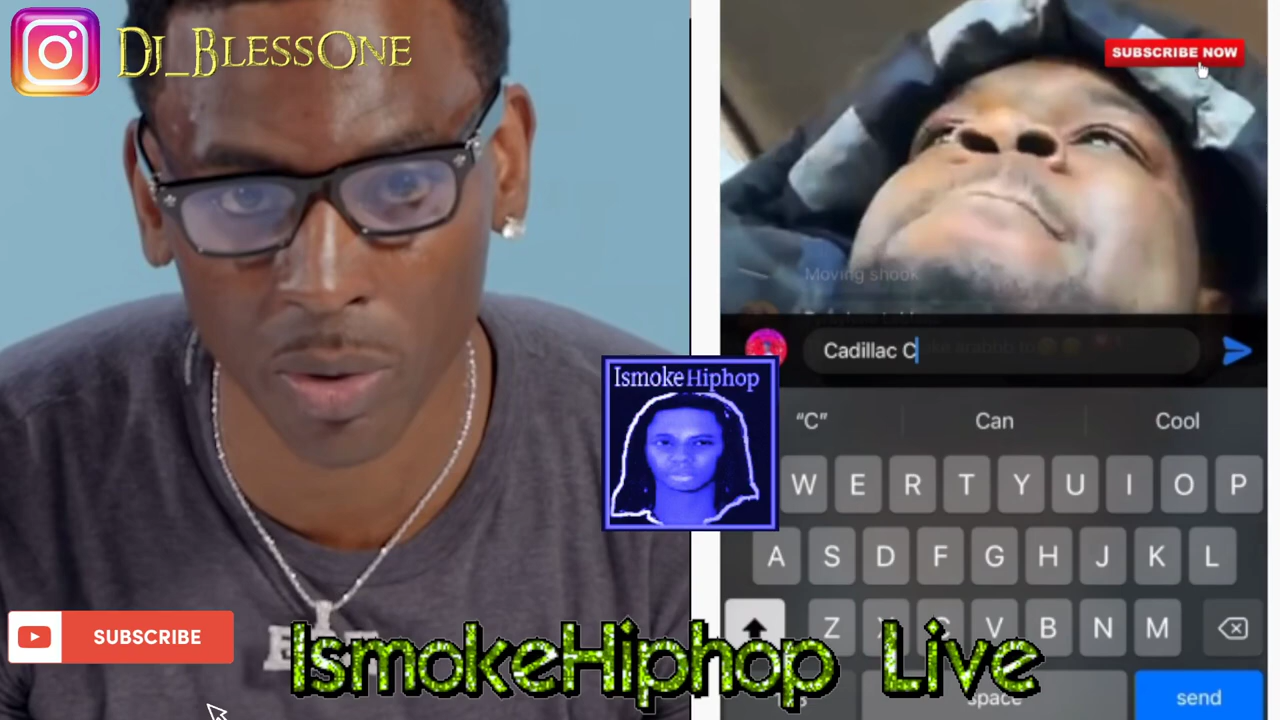 Dj_BlessOne
SUBSCRIBE NOW
Moving shook
Cadillac C
IsmokeHiphop
"C"
Can
Cool
W E R T Y U I O P
A S D F G H J K L
Z X C V B N M
SUBSCRIBE
IsmokeHiphop Live
space
send